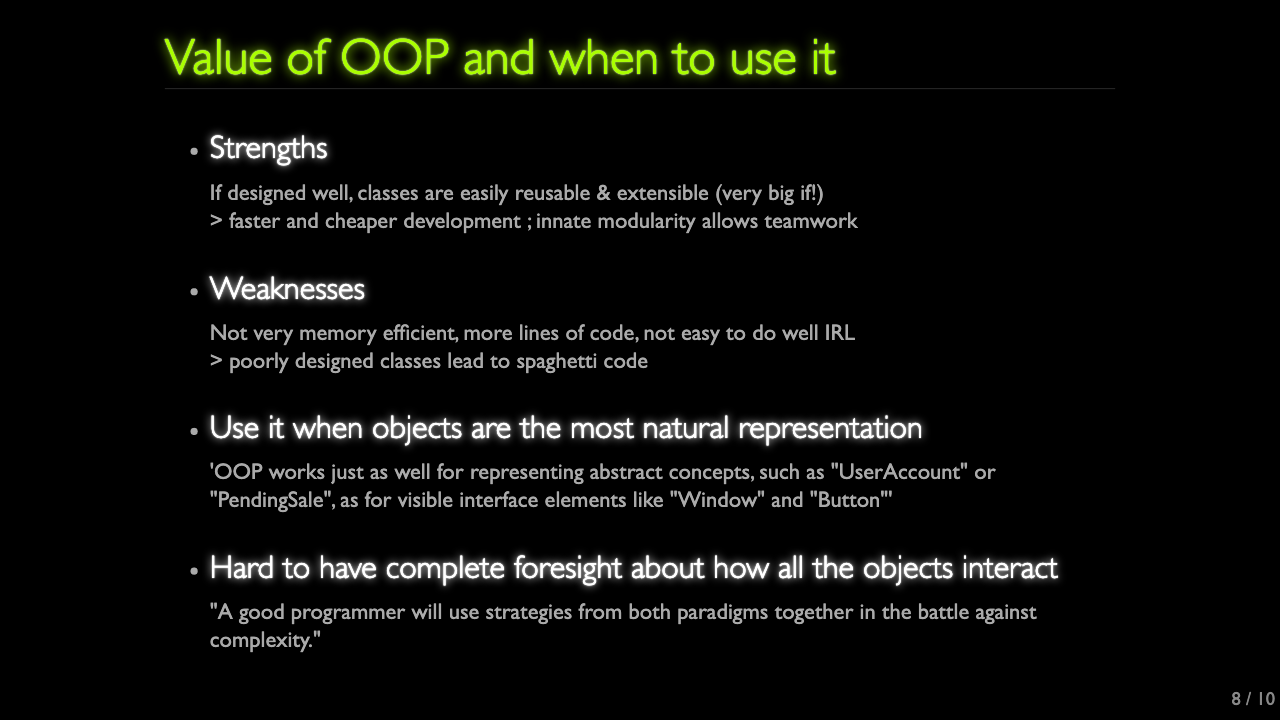 Value of OOP and when to use it
• Strengths
If designed well, classes are easily reusable & extensible (very big if!)
> faster and cheaper development ; innate modularity allows teamwork
• Weaknesses
Not very memory efficient, more lines of code, not easy to do well IRL
> poorly designed classes lead to spaghetti code
• Use it when objects are the most natural representation
'OOP works just as well for representing abstract concepts, such as "UserAccount" or
"PendingSale", as for visible interface elements like "Window" and "Button"'
• Hard to have complete foresight about how all the objects interact
"A good programmer will use strategies from both paradigms together in the battle against
complexity."
8 / 10